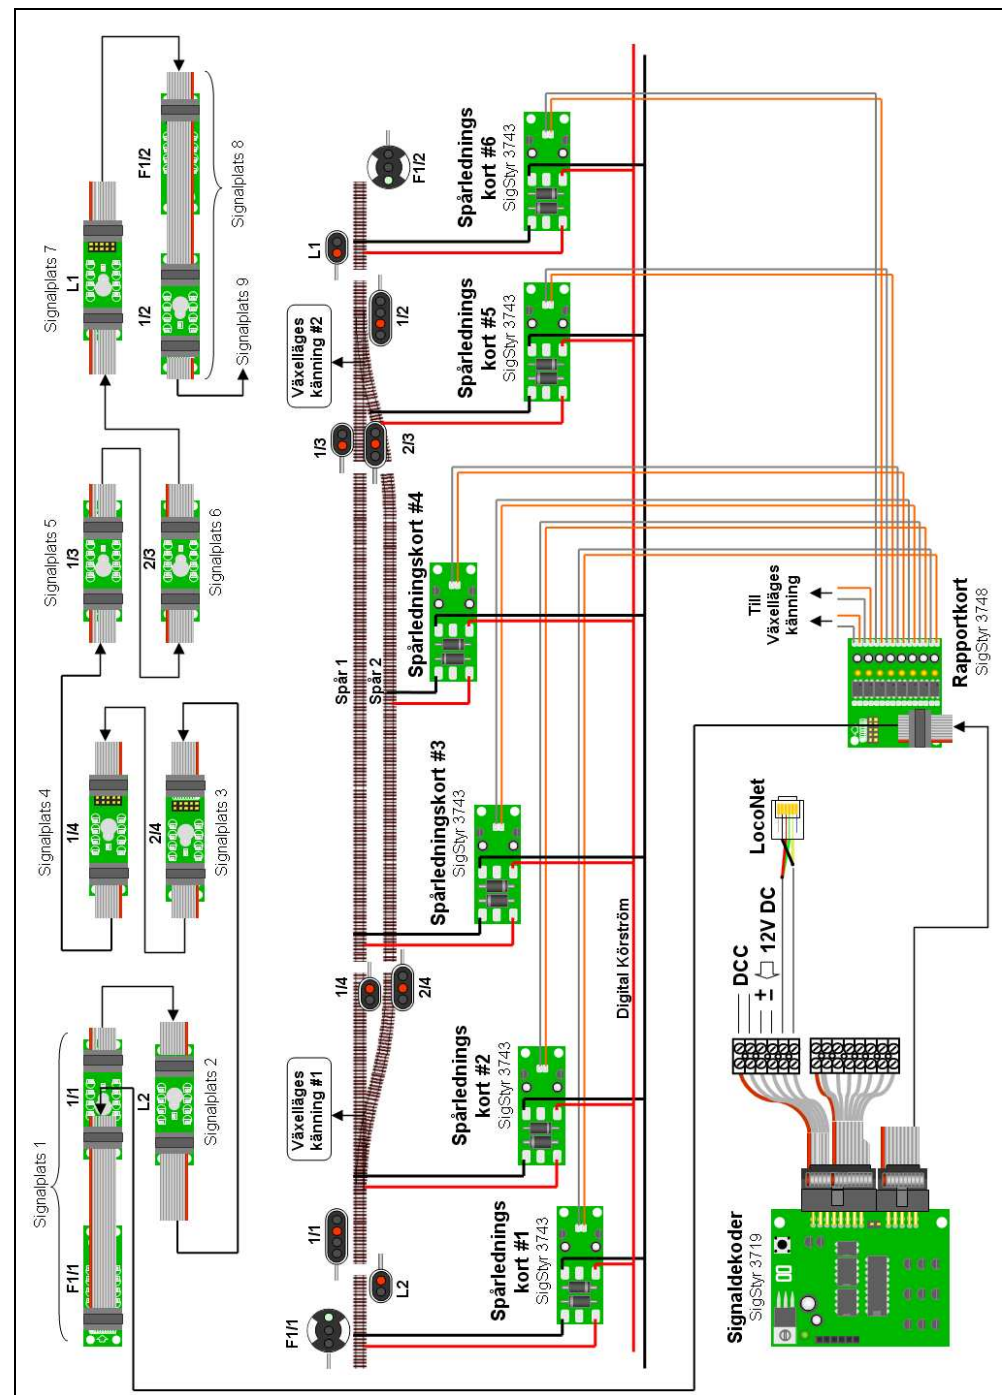 Signalplats 1
F1/1
1/1
L2
Signalplats 2
Signalplats 4
1/4
2/4
Signalplats 3
Signalplats 5
1/3
2/3
Signalplats 6
Signalplats 7
L1
F1/2
1/2
Signalplats 8
Signalplats 9
F1/1
L2
1/1
Växelläges
känning #1
1/4
2/4
Spår 1
Spår 2
1/3
2/3
Växelläges
känning #2
1/2
L1
F1/2
Spårlednings
kort #1
SigStyr 3743
Spårlednings
kort #2
SigStyr 3743
Spårledningskort #3
SigStyr 3743
Spårledningskort #4
Spårlednings
kort #5
SigStyr 3743
Spårlednings
kort #6
SigStyr 3743
Digital Körström
Signaldekoder
SigStyr 3719
DCC
+
=
12V DC
LocoNet
Till
Växelläges
känning
Rapportkort
SigStyr 3748